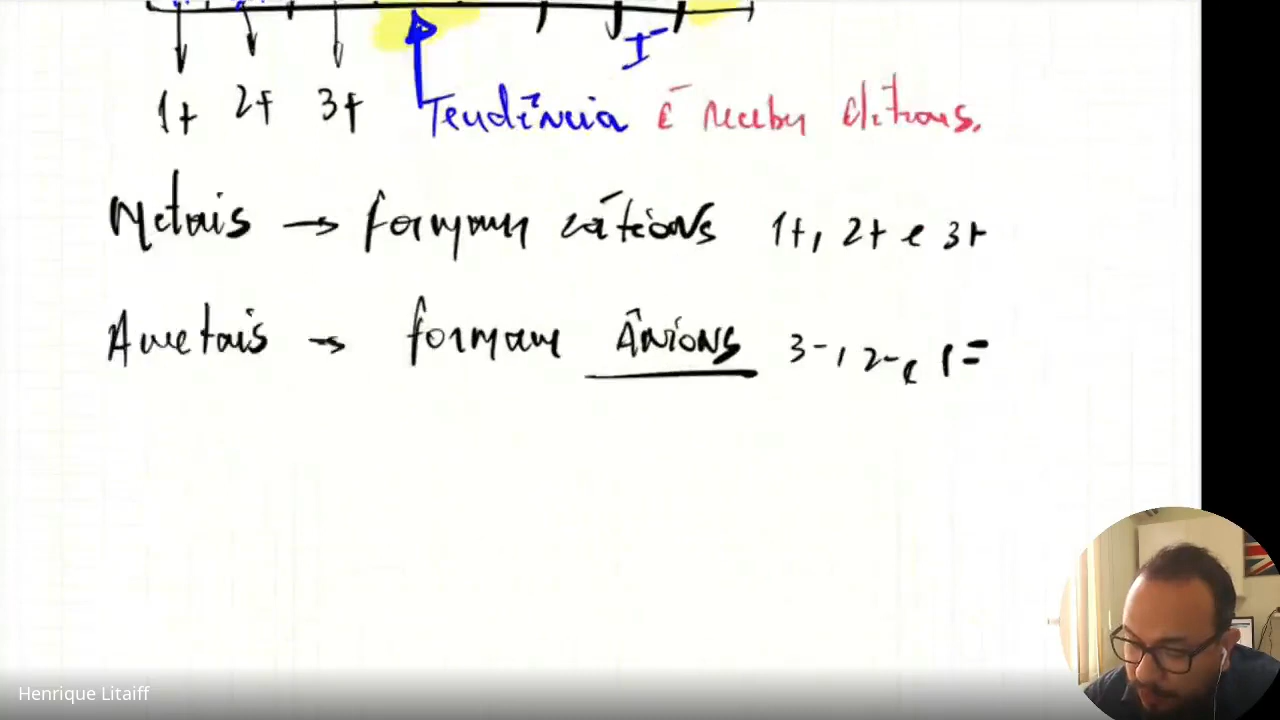 I⁻
1+ 2+ 3+ Tendência é receber elétrons.
Metais → formam cátions 1+, 2+ e 3+
Ametais → formam Ânions 3-, 2- e 1-
Henrique Litaiff